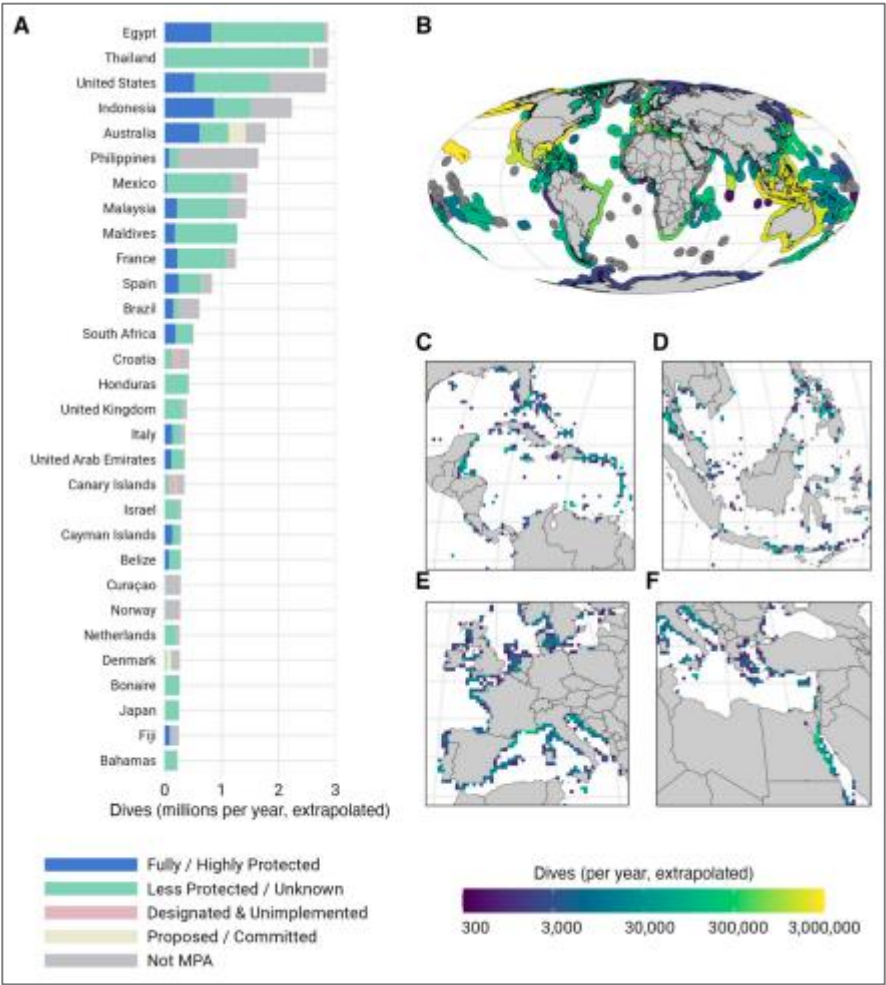 A
Egypt
Thailand
United States
Indonesia
Australia
Philippines
Mexico
Malaysia
Maldives
France
Spain
Brazil
South Africa
Croatia
Honduras
United Kingdom
Italy
United Arab Emirates
Canary Islands
Israel
Cayman Islands
Belize
Curaçao
Norway
Netherlands
Denmark
Bonaire
Japan
Fiji
Bahamas
0 1 2 3
Dives (millions per year, extrapolated)
Fully / Highly Protected
Less Protected / Unknown
Designated & Unimplemented
Proposed / Committed
Not MPA
B
C
D
E
F
Dives (per year, extrapolated)
300 3,000 30,000 300,000 3,000,000